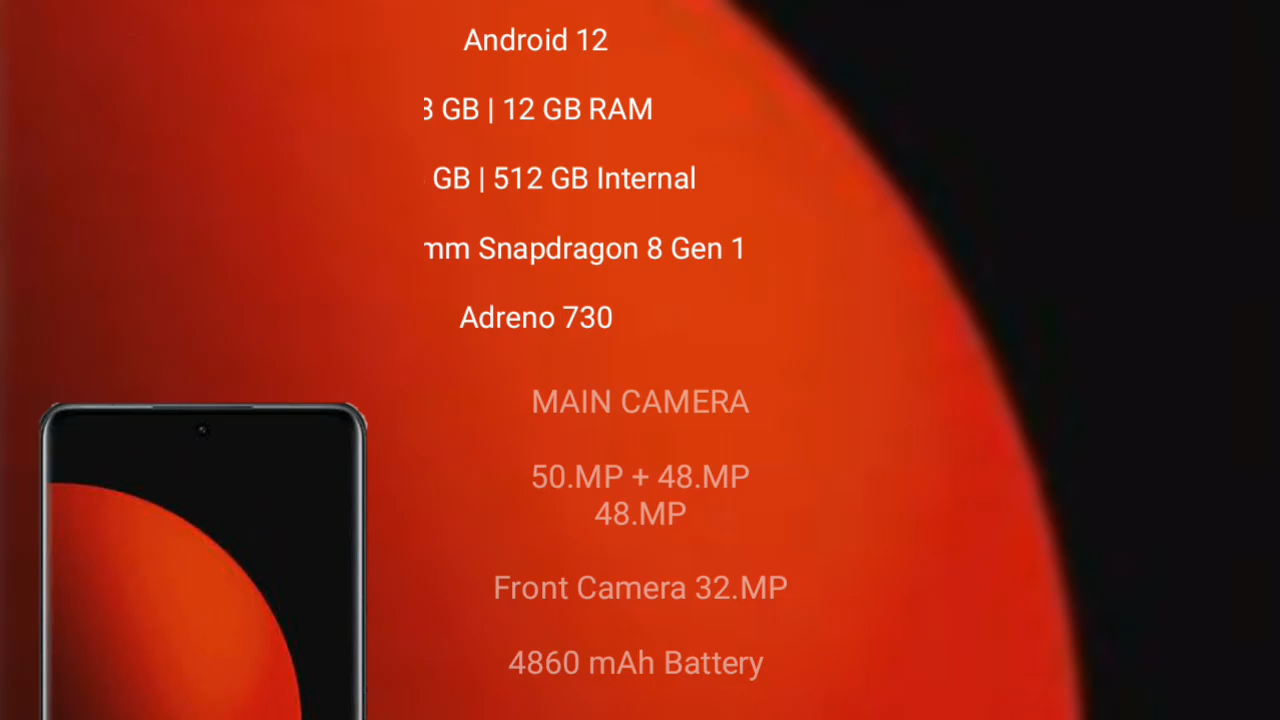 Android 12
GB | 12 GB RAM
GB | 512 GB Internal
mm Snapdragon 8 Gen 1
Adreno 730
MAIN CAMERA
50.MP + 48.MP
48.MP
Front Camera 32.MP
4860 mAh Battery